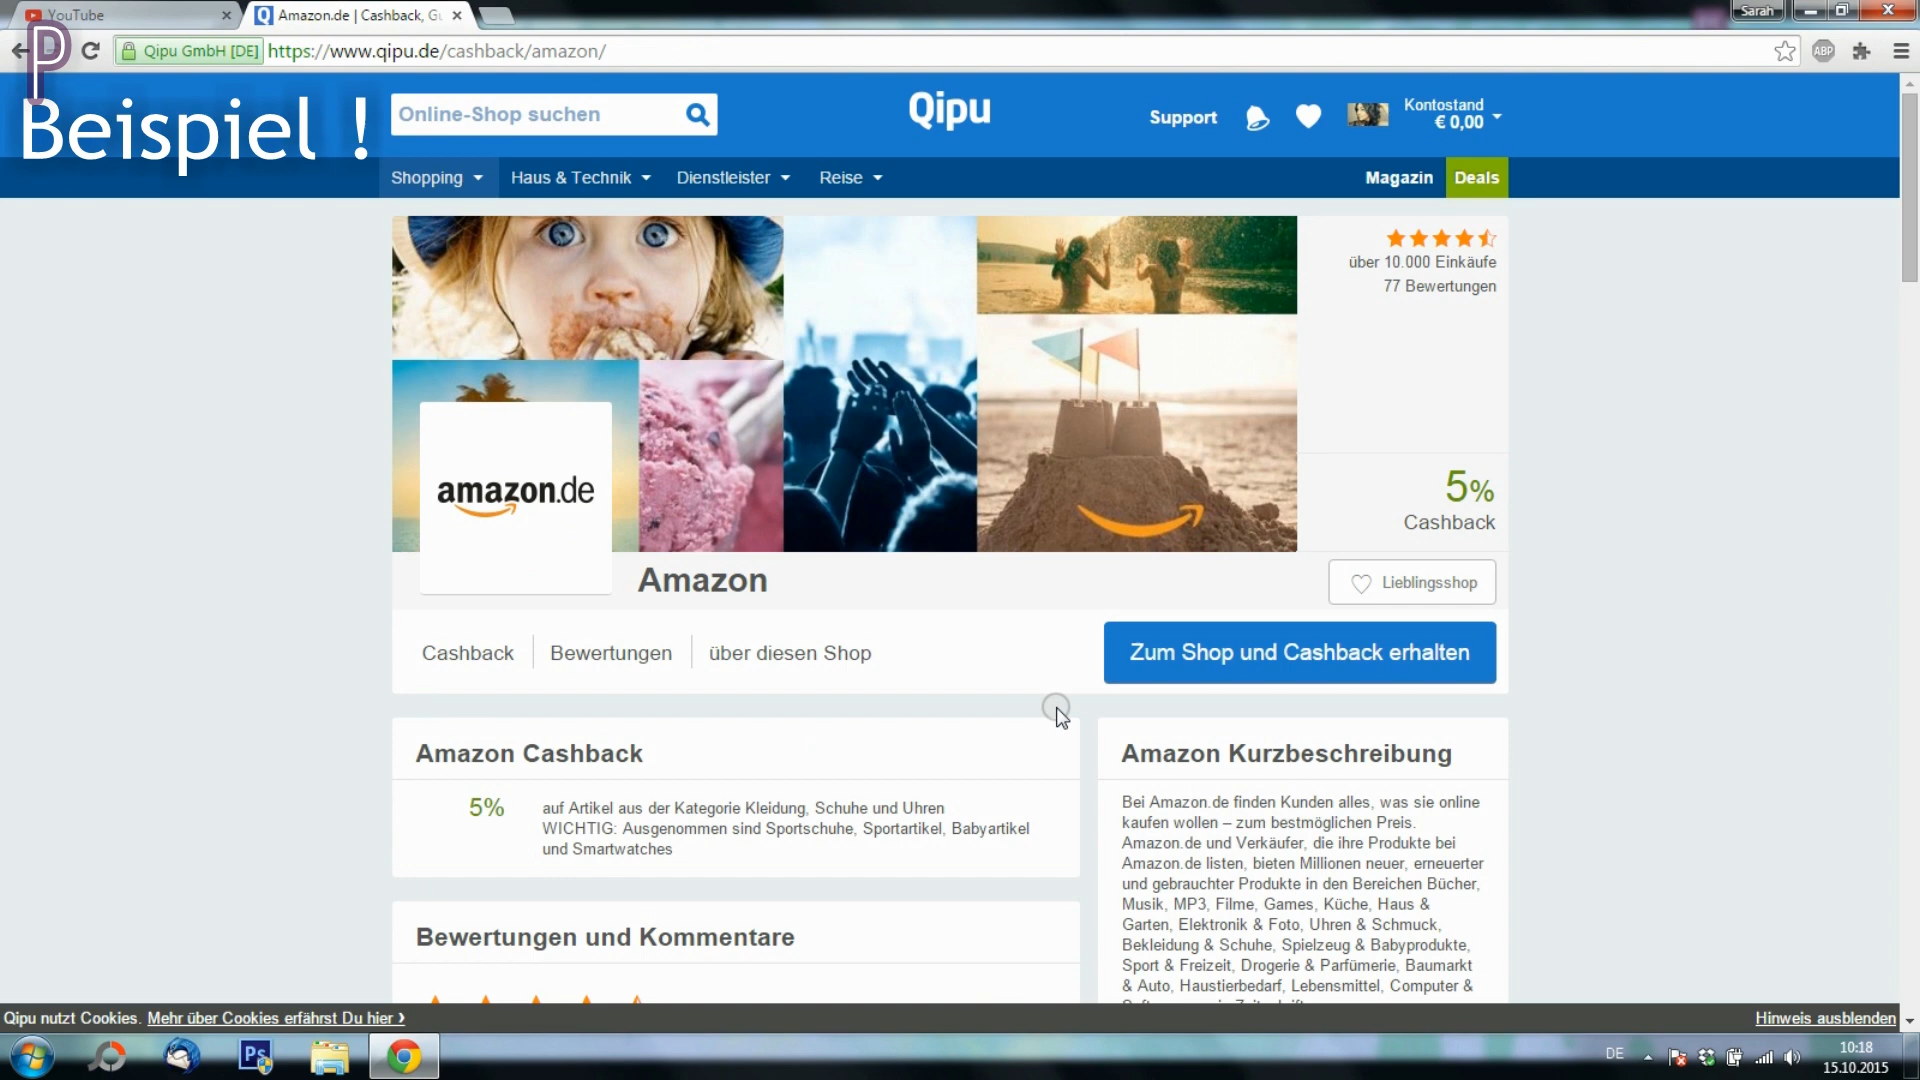 YouTube
Amazon.de | Cashback, Gu
Sarah
Qipu GmbH [DE]
https://www.qipu.de/cashback/amazon/
ABP
P
Beispiel !
Online-Shop suchen
Qipu
Support
Kontostand
€ 0,00
Shopping
Haus & Technik
Dienstleister
Reise
Magazin
Deals
über 10.000 Einkäufe
77 Bewertungen
amazon.de
5%
Cashback
Amazon
Lieblingsshop
Cashback
Bewertungen
über diesen Shop
Zum Shop und Cashback erhalten
Amazon Cashback
5%
auf Artikel aus der Kategorie Kleidung, Schuhe und Uhren
WICHTIG: Ausgenommen sind Sportschuhe, Sportartikel, Babyartikel
und Smartwatches
Bewertungen und Kommentare
Amazon Kurzbeschreibung
Bei Amazon.de finden Kunden alles, was sie online
kaufen wollen – zum bestmöglichen Preis.
Amazon.de und Verkäufer, die ihre Produkte bei
Amazon.de listen, bieten Millionen neuer, erneuerter
und gebrauchter Produkte in den Bereichen Bücher,
Musik, MP3, Filme, Games, Küche, Haus &
Garten, Elektronik & Foto, Uhren & Schmuck,
Bekleidung & Schuhe, Spielzeug & Babyprodukte,
Sport & Freizeit, Drogerie & Parfümerie, Baumarkt
& Auto, Haustierbedarf, Lebensmittel, Computer &
Qipu nutzt Cookies. Mehr über Cookies erfährst Du hier ›
Hinweis ausblenden
Ps
DE
10:18
15.10.2015